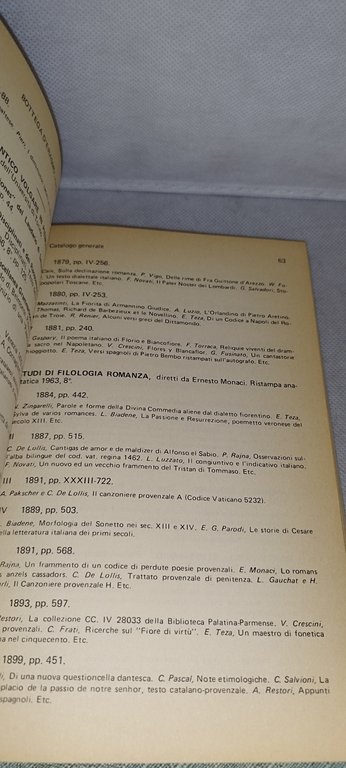 BOTTEGA D'ERASMO
Catalogo generale 63
1879, pp. IV-256.
Caix, Sulla declinazione romanza. P. Vigo, Delle rime di Fra Guittone d'Arezzo. W. Fo
Un testo dialettale italiano. F. Novati, Il Pater Noster dei Lombardi. G. Salvadori, Sto-
popolari Toscane. Etc.
1880, pp. IV-253.
Mazzatinti, La Fiorità di Armannino Giudice. A. Luzio, L'Orlandino di Pietro Aretino.
Thomas, Richard de Barbezieux et le Novellino. E. Teza, Di un Codice a Napoli del Ro-
an de Troie. R. Renier, Alcuni versi greci del Dittamondo.
1881, pp. 240.
Gaspary, Il poema italiano di Florio e Biancofiore. F. Torraca, Reliquie viventi del dramm-
sacro nel Napoletano. V. Crescini, Flores y Blancaflor. G. Fusinato, Un cantastorie
chioggiotto. E. Teza, Versi spagnoli di Pietro Bembo ristampati sull'autografo. Etc.
STUDI DI FILOLOGIA ROMANZA, diretti da Ernesto Monaci. Ristampa ana-
statica 1963, 8°
1884, pp. 442.
N. Zingarelli, Parole e forme della Divina Commedia aliene dal dialetto fiorentino. E. Teza,
de varios romances. L. Biadene, La Passione e Resurrezione, poemetto veronese del
secolo XIII. Etc.
II 1887, pp. 515.
C. De Lollis, Cantigas de amor e de maldizer di Alfonso el Sabio. P. Rajna, Osservazioni sul-
l'alba bilingue del cod. vat. regina 1462. L. Luzzatto, Il congiuntivo e l'indicativo italiano.
F. Novati, Un nuovo ed un vecchio frammento del Tristan di Tommaso. Etc.
III 1891, pp. XXXIII-722.
A. Pakscher e C. De Lollis, Il canzoniere provenzale A (Codice Vaticano 5232).
IV 1889, pp. 503.
L. Biadene, Morfologia del Sonetto nei sec. XIII e XIV. E. G. Parodi, Le storie di Cesare
nella letteratura italiana dei primi secoli.
1891, pp. 568.
Rajna, Un frammento di un codice di perdute poesie provenzali. E. Monaci, Lo romans
anzels cassadors. C. De Lollis, Trattato provenzale di penitenza. L. Gauchat e H.
Il Canzoniere provenzale H. Etc.
1893, pp. 597.
Restori, La collezione CC. IV 28033 della Biblioteca Palatina-Parmense. V. Crescini,
provenzali. C. Frati, Ricerche sul "Fiore di virtù". E. Teza, Un maestro di fonetica
nel cinquecento. Etc.
1899, pp. 451.
Di una nuova questioncella dantesca. C. Pascal, Note etimologiche. C. Salvioni,
placio de la passio de notre senhor, testo catalano-provenzale. A. Restori, Appunti
spagnoli. Etc.